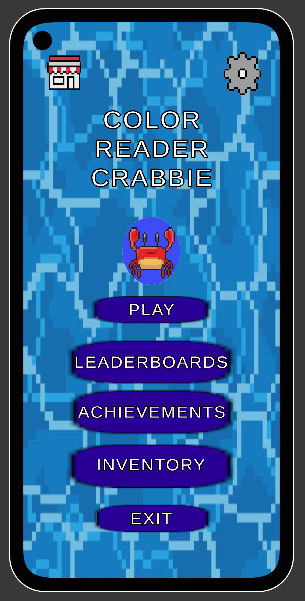 COLOR
READER
CRABBIE
PLAY
LEADERBOARDS
ACHIEVEMENTS
INVENTORY
EXIT